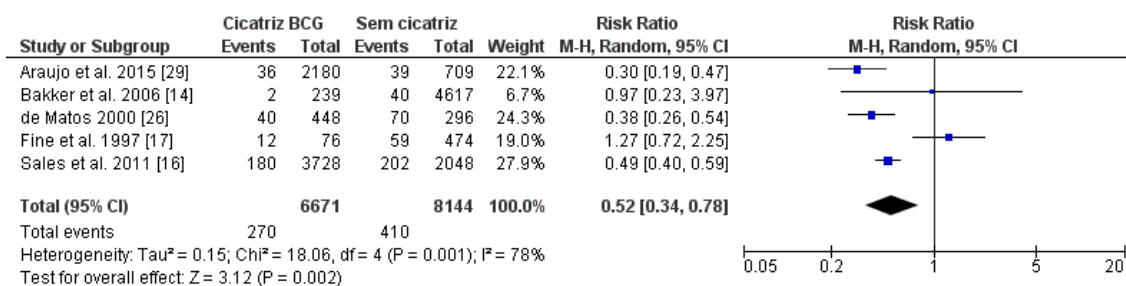 Cicatriz BCG Sem cicatriz Risk Ratio Risk Ratio
Study or Subgroup Events Total Events Total Weight M-H, Random, 95% CI M-H, Random, 95% CI
Araujo et al. 2015 [29] 36 2180 39 709 22.1% 0.30 [0.19, 0.47]
Bakker et al. 2006 [14] 2 239 40 4617 6.7% 0.97 [0.23, 3.97]
de Matos 2000 [26] 40 448 70 296 24.3% 0.38 [0.26, 0.54]
Fine et al. 1997 [17] 12 76 59 474 19.0% 1.27 [0.72, 2.25]
Sales et al. 2011 [16] 180 3728 202 2048 27.9% 0.49 [0.40, 0.59]
Total (95% CI) 6671 8144 100.0% 0.52 [0.34, 0.78]
Total events 270 410
Heterogeneity: Tau² = 0.15; Chi² = 18.06, df = 4 (P = 0.001); I² = 78%
Test for overall effect: Z = 3.12 (P = 0.002)
0.05 0.2 1 5 20